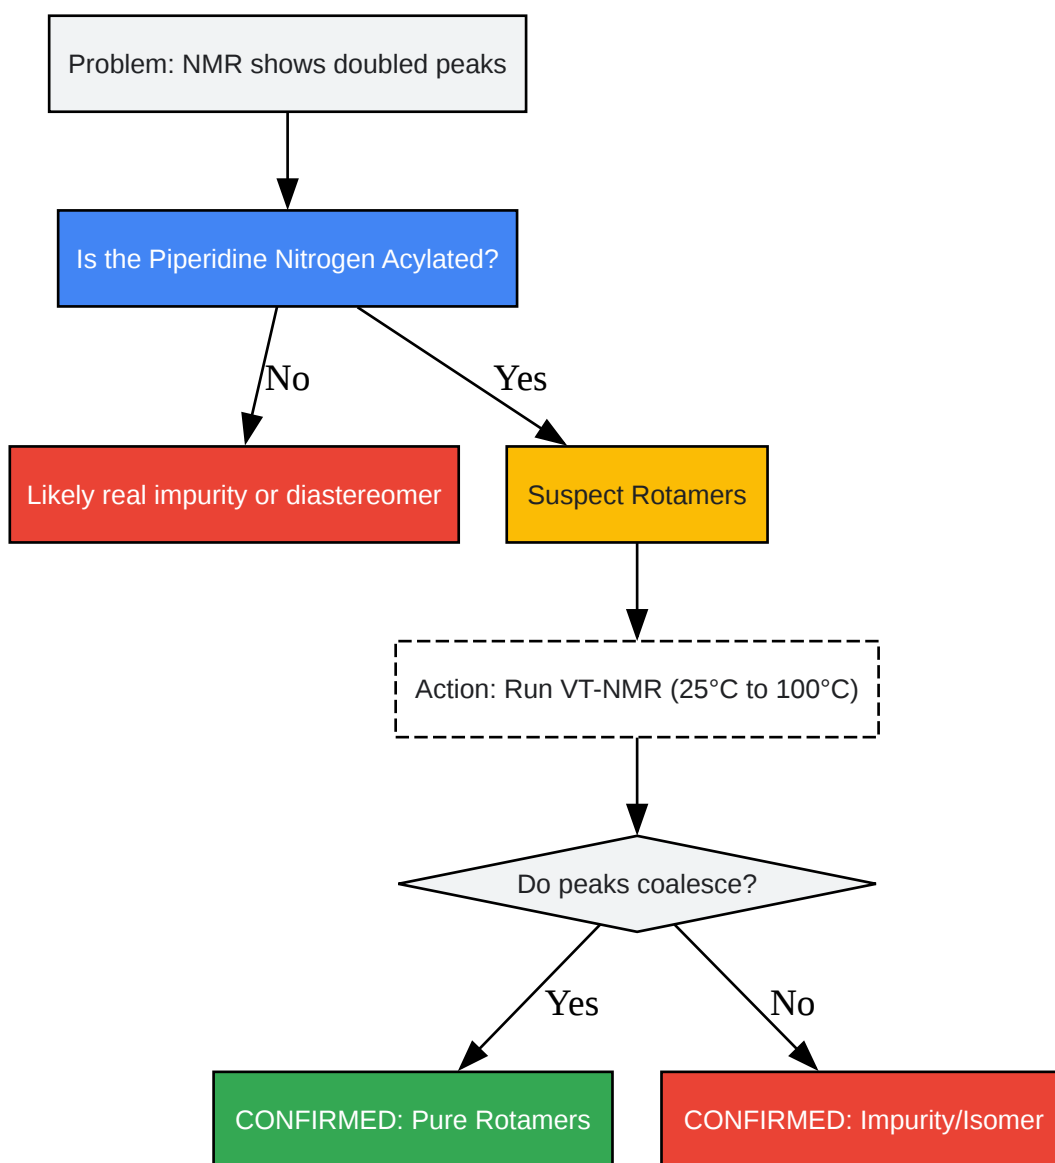 Problem: NMR shows doubled peaks
Is the Piperidine Nitrogen Acylated?
No
Yes
Likely real impurity or diastereomer
Suspect Rotamers
Action: Run VT-NMR (25°C to 100°C)
Do peaks coalesce?
Yes
No
CONFIRMED: Pure Rotamers
CONFIRMED: Impurity/Isomer